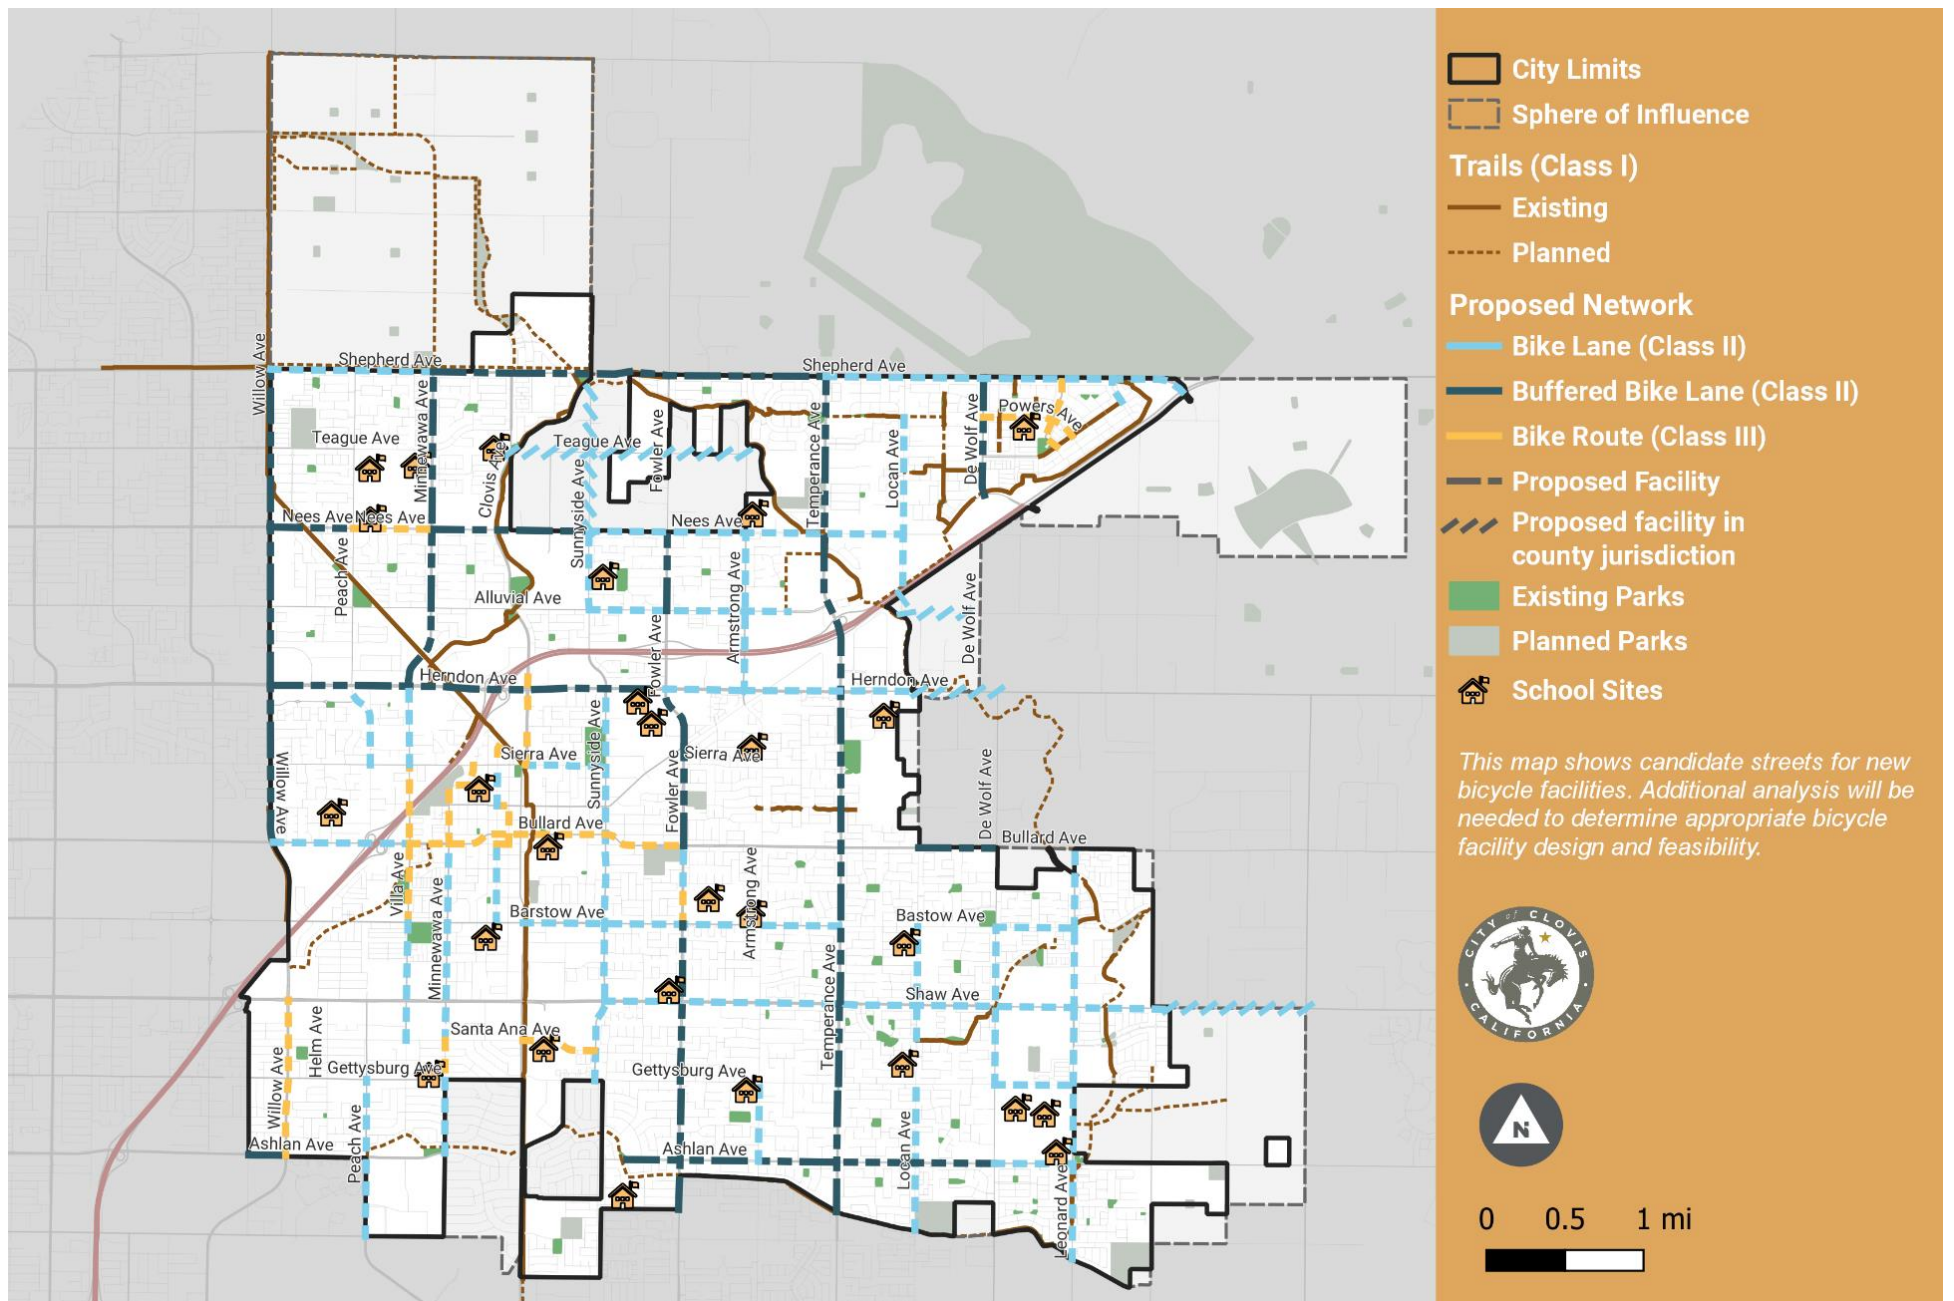 Shepherd Ave
Shepherd Ave
Willow Ave
Minnewawa Ave
Teague Ave
Clovis Ave
Teague Ave
Fowler Ave
Sunnyside Ave
Temperance Ave
Locan Ave
De Wolf Ave
Powers Ave
Nees Ave
Nees Ave
Nees Ave
Peach Ave
Alluvial Ave
Armstrong Ave
Fowler Ave
De Wolf Ave
Herndon Ave
Herndon Ave
Willow Ave
Sierra Ave
Sunnyside Ave
Fowler Ave
Sierra Ave
De Wolf Ave
Bullard Ave
Bullard Ave
Villa Ave
Minnewawa Ave
Barstow Ave
Armstrong Ave
Bastow Ave
Temperance Ave
Shaw Ave
Helm Ave
Willow Ave
Santa Ana Ave
Gettysburg Ave
Gettysburg Ave
Peach Ave
Ashlan Ave
Ashlan Ave
Locan Ave
Leonard Ave
City Limits
Sphere of Influence
Trails (Class I)
Existing
Planned
Proposed Network
Bike Lane (Class II)
Buffered Bike Lane (Class II)
Bike Route (Class III)
Proposed Facility
Proposed facility in
county jurisdiction
Existing Parks
Planned Parks
School Sites
This map shows candidate streets for new
bicycle facilities. Additional analysis will be
needed to determine appropriate bicycle
facility design and feasibility.
CITY of CLOVIS
CALIFORNIA
N
0 0.5 1 mi